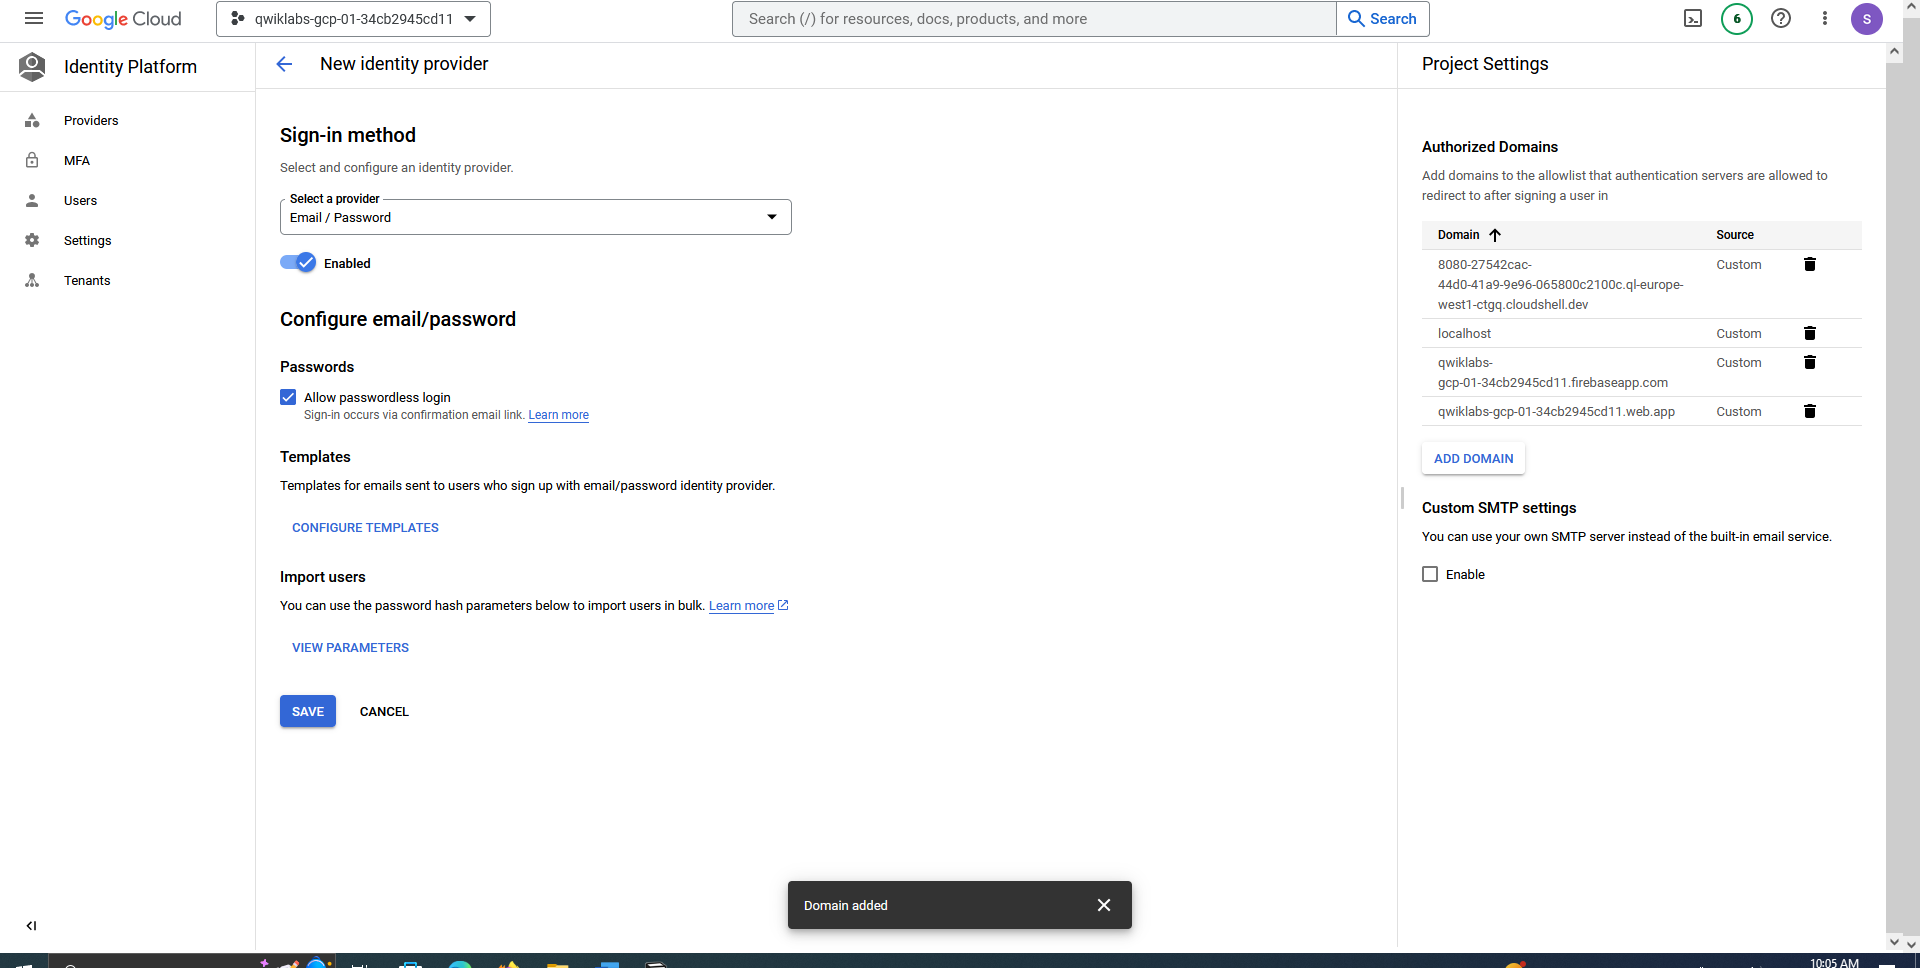 Google Cloud
qwiklabs-gcp-01-34cb2945cd11
Search (/) for resources, docs, products, and more
Search
6
S
Identity Platform
Providers
MFA
Users
Settings
Tenants
New identity provider
Sign-in method
Select and configure an identity provider.
Select a provider
Email / Password
Enabled
Configure email/password
Passwords
Allow passwordless login
Sign-in occurs via confirmation email link. Learn more
Templates
Templates for emails sent to users who sign up with email/password identity provider.
CONFIGURE TEMPLATES
Import users
You can use the password hash parameters below to import users in bulk. Learn more
VIEW PARAMETERS
SAVE
CANCEL
Project Settings
Authorized Domains
Add domains to the allowlist that authentication servers are allowed to
redirect to after signing a user in
Domain
Source
8080-27542cac-
44d0-41a9-9e96-065800c2100c.ql-europe-
west1-ctgq.cloudshell.dev
Custom
localhost
Custom
qwiklabs-
gcp-01-34cb2945cd11.firebaseapp.com
Custom
qwiklabs-gcp-01-34cb2945cd11.web.app
Custom
ADD DOMAIN
Custom SMTP settings
You can use your own SMTP server instead of the built-in email service.
Enable
Domain added
10:05 AM